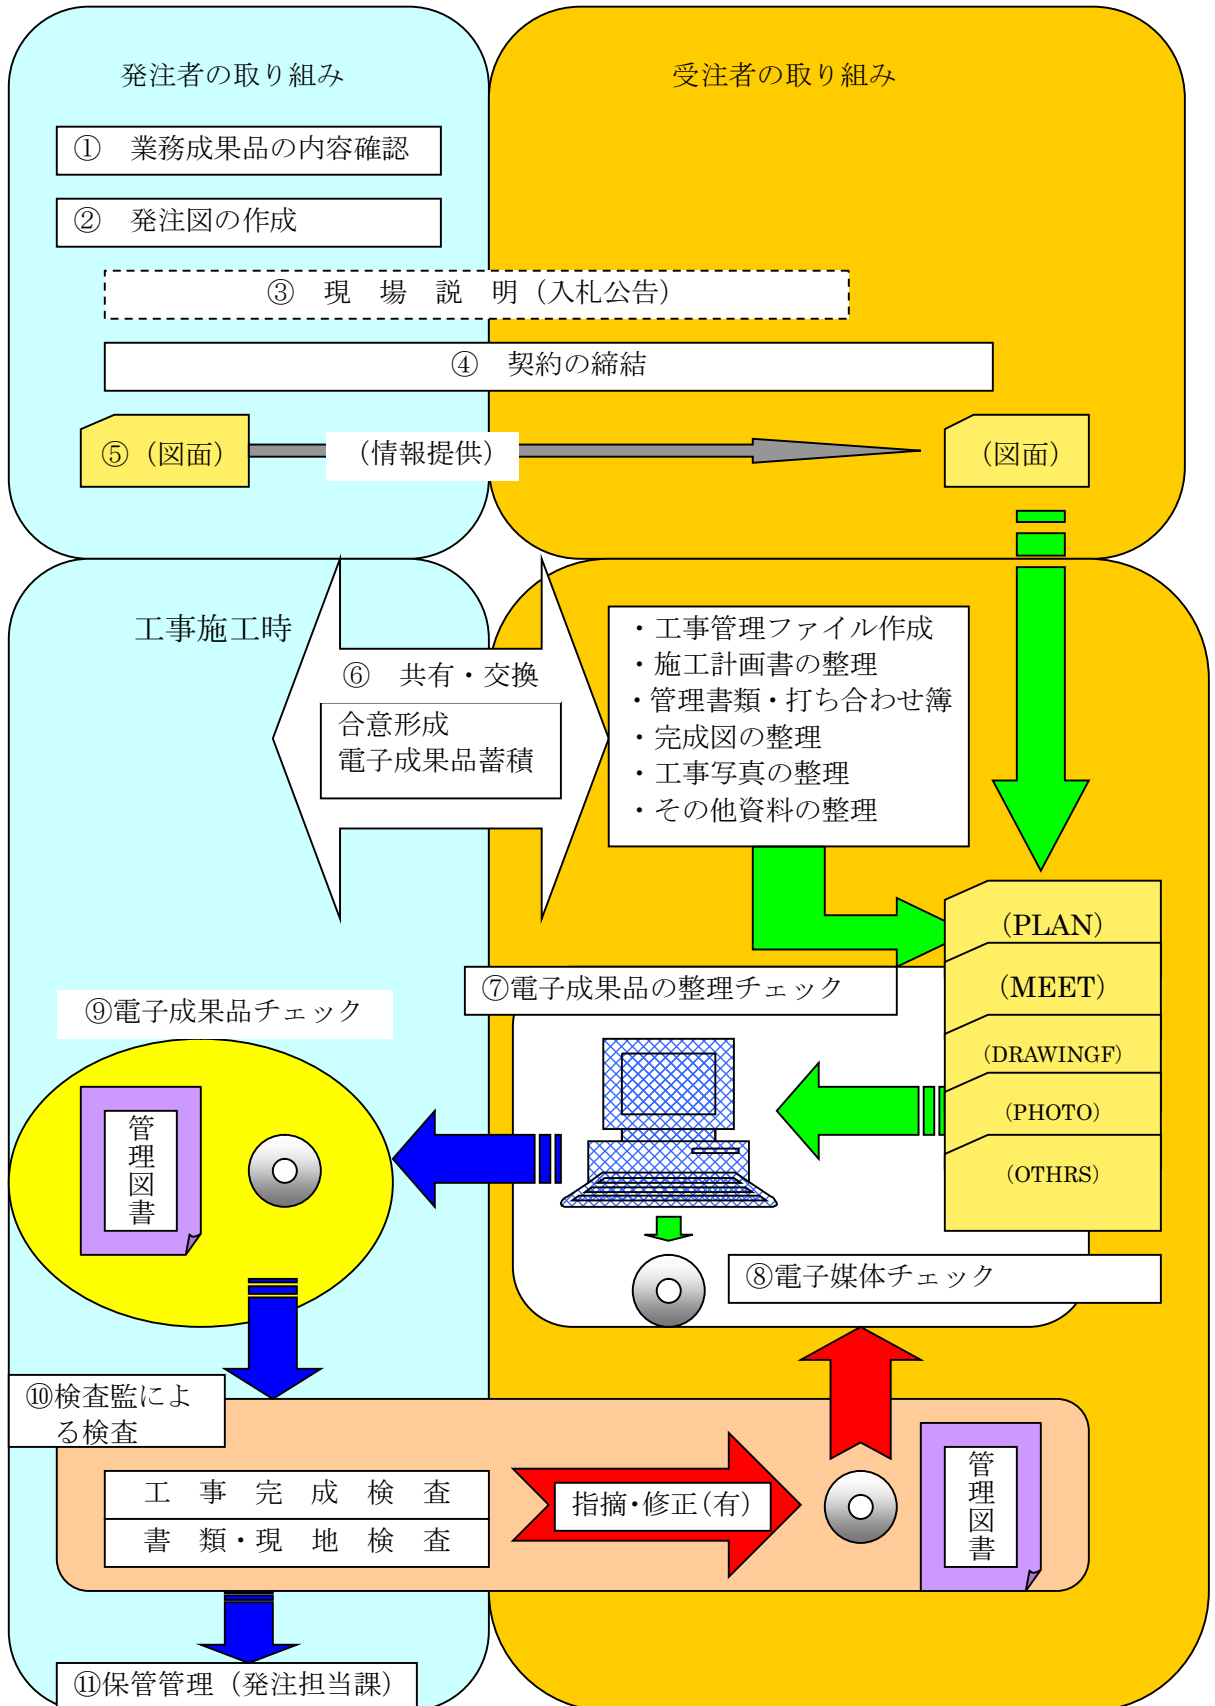 発注者の取り組み
受注者の取り組み
① 業務成果品の内容確認
② 発注図の作成
③ 現 場 説 明(入札公告)
④ 契約の締結
⑤(図面)
(情報提供)
(図面)
工事施工時
⑥ 共有・交換
合意形成
電子成果品蓄積
・工事管理ファイル作成
・施工計画書の整理
・管理書類・打ち合わせ簿
・完成図の整理
・工事写真の整理
・その他資料の整理
(PLAN)
(MEET)
(DRAWINGF)
(PHOTO)
(OTHRS)
⑦電子成果品の整理チェック
⑨電子成果品チェック
管理図書
⑧電子媒体チェック
⑩検査監によ
る検査
工 事 完 成 検 査
書 類・現 地 検 査
指摘・修正(有)
管理図書
⑪保管管理(発注担当課)